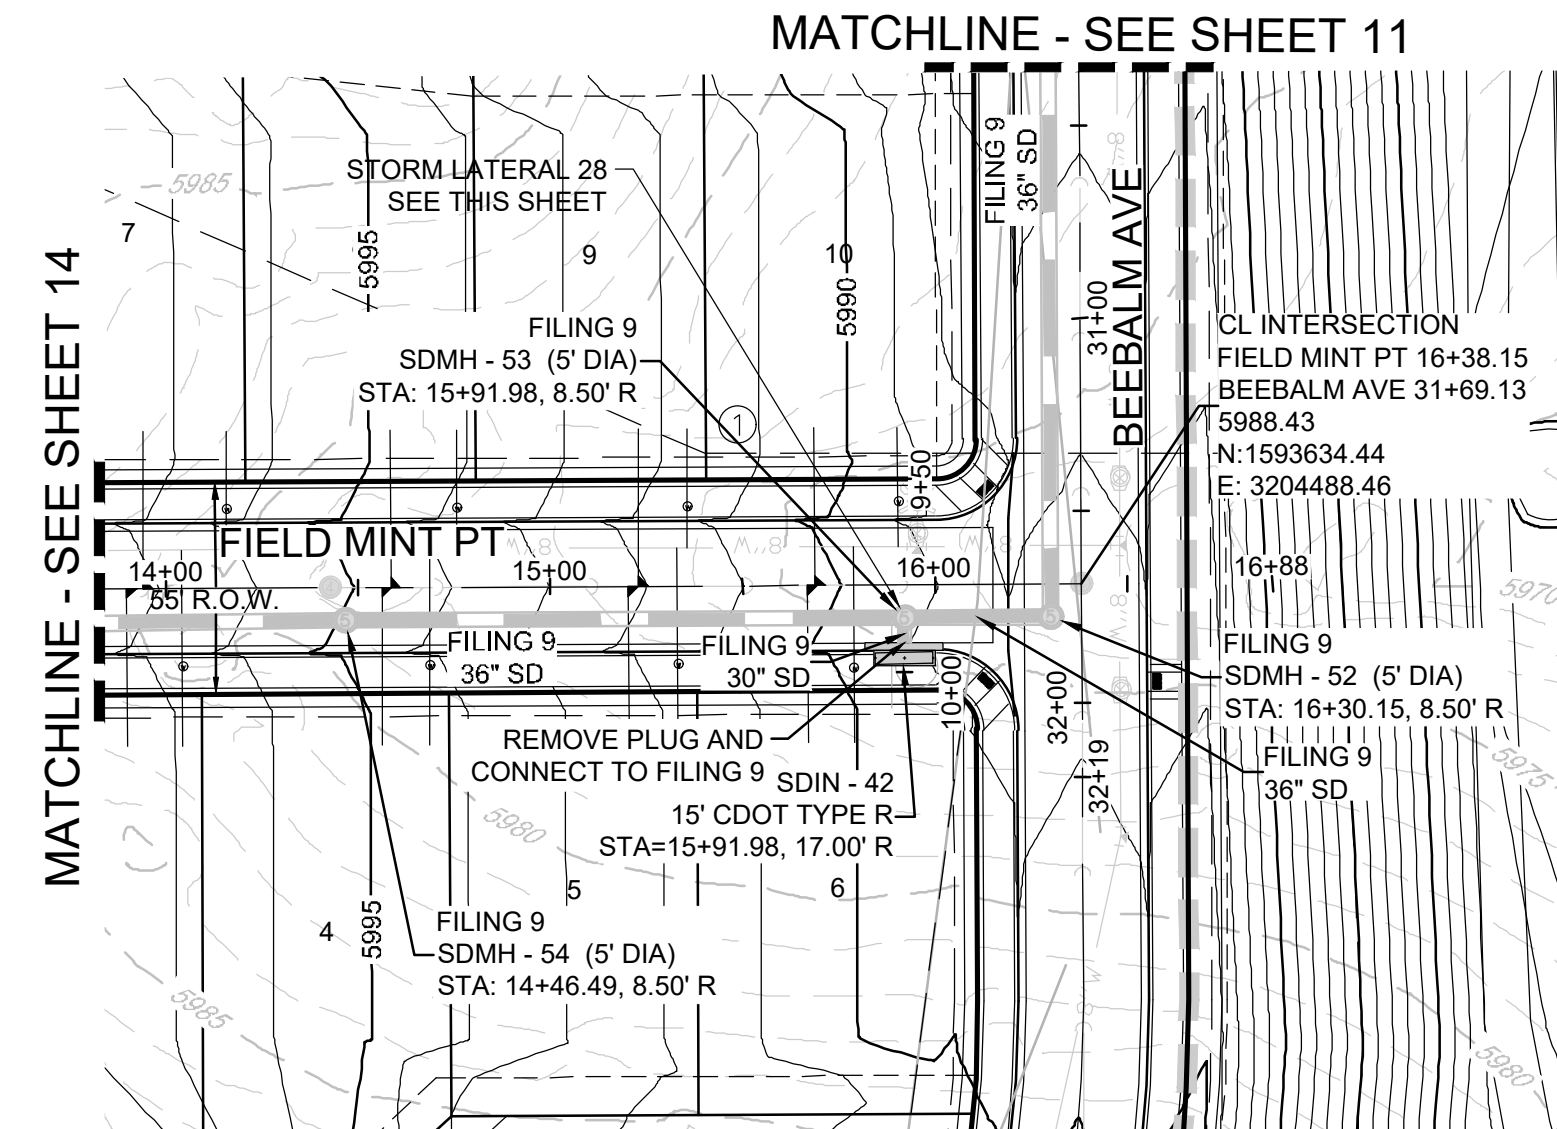 MATCHLINE - SEE SHEET 11
MATCHLINE - SEE SHEET 14
5985
STORM LATERAL 28
SEE THIS SHEET
FILING 9
36" SD
BEEBALM AVE
31+00
7
9
10
5995
5990
FILING 9
SDMH - 53 (5' DIA)
STA: 15+91.98, 8.50' R
1
CL INTERSECTION
FIELD MINT PT 16+38.15
BEEBALM AVE 31+69.13
5988.43
N:1593634.44
E: 3204488.46
9+50
FIELD MINT PT
8"W
8"W
8"W
14+00
15+00
16+00
16+88
55' R.O.W.
5970
FILING 9
36" SD
FILING 9
30" SD
10+00
32+00
32+19
FILING 9
SDMH - 52 (5' DIA)
STA: 16+30.15, 8.50' R
REMOVE PLUG AND
CONNECT TO FILING 9
SDIN - 42
15' CDOT TYPE R
STA=15+91.98, 17.00' R
FILING 9
36" SD
5975
5980
5
6
4
5995
FILING 9
SDMH - 54 (5' DIA)
STA: 14+46.49, 8.50' R
5985
5980